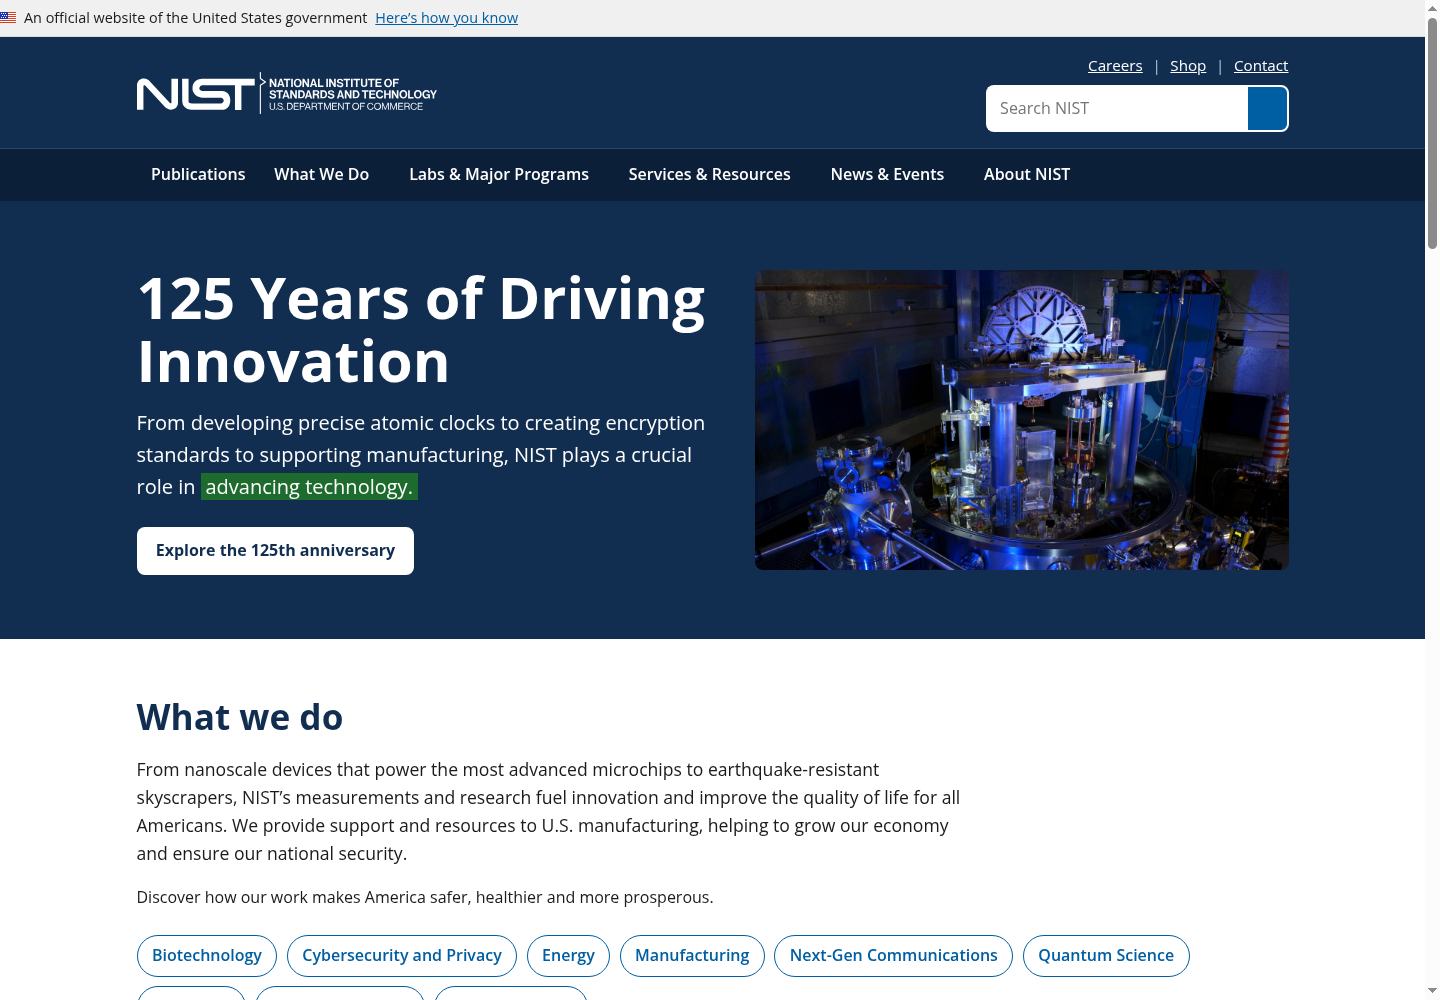 An official website of the United States government Here's how you know
Careers | Shop | Contact
NIST NATIONAL INSTITUTE OF
STANDARDS AND TECHNOLOGY
U.S. DEPARTMENT OF COMMERCE
Search NIST
Publications What We Do Labs & Major Programs Services & Resources News & Events About NIST
125 Years of Driving
Innovation
From developing precise atomic clocks to creating encryption
standards to supporting manufacturing, NIST plays a crucial
role in advancing technology.
Explore the 125th anniversary
What we do
From nanoscale devices that power the most advanced microchips to earthquake-resistant
skyscrapers, NIST’s measurements and research fuel innovation and improve the quality of life for all
Americans. We provide support and resources to U.S. manufacturing, helping to grow our economy
and ensure our national security.
Discover how our work makes America safer, healthier and more prosperous.
Biotechnology Cybersecurity and Privacy Energy Manufacturing Next-Gen Communications Quantum Science